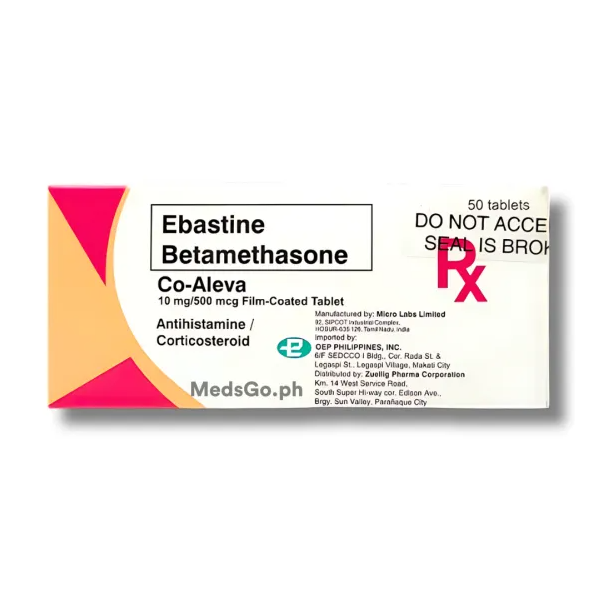 50 tablets
DO NOT ACCE
SEAL IS BROK
Rx
Ebastine
Betamethasone
Co-Aleva
10 mg/500 mcg Film-Coated Tablet
Antihistamine /
Corticosteroid
Manufactured by: Micro Labs Limited
92, SIPCOT Industrial Complex,
HOSUR-635 126, Tamil Nadu, India
Imported by:
OEP PHILIPPINES, INC.
6/F SEDCCO I Bldg., Cor. Rada St. &
Legaspi St., Legaspi Village, Makati City
Distributed by: Zuellig Pharma Corporation
Km. 14 West Service Road,
South Super Hi-way cor. Edison Ave.,
Brgy. Sun Valley, Parañaque City
MedsGo.ph